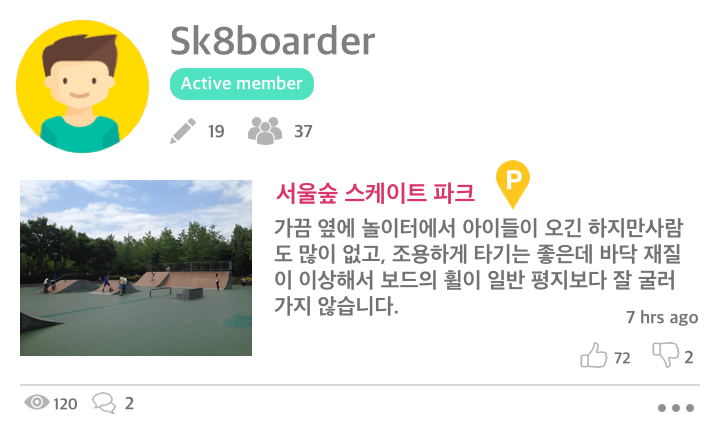 Sk8boarder
Active member
19 37
서울숲 스케이트 파크 P
가끔 옆에 놀이터에서 아이들이 오긴 하지만사람
도 많이 없고, 조용하게 타기는 좋은데 바닥 재질
이 이상해서 보드의 휠이 일반 평지보다 잘 굴러
가지 않습니다.
7 hrs ago
72 2
120 2